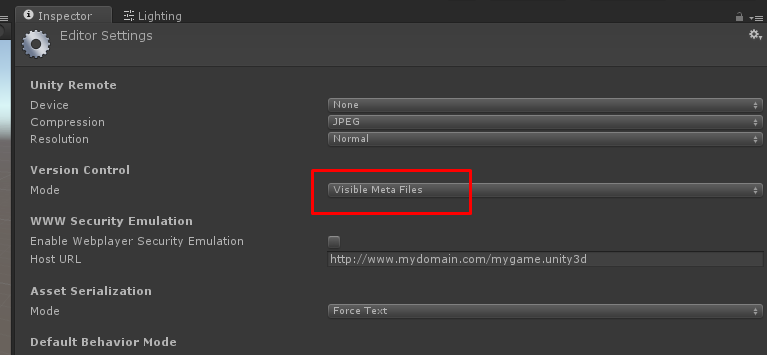 Inspector Lighting
Editor Settings
Unity Remote
Device None
Compression JPEG
Resolution Normal
Version Control
Mode Visible Meta Files
WWW Security Emulation
Enable Webplayer Security Emulation
Host URL http://www.mydomain.com/mygame.unity3d
Asset Serialization
Mode Force Text
Default Behavior Mode